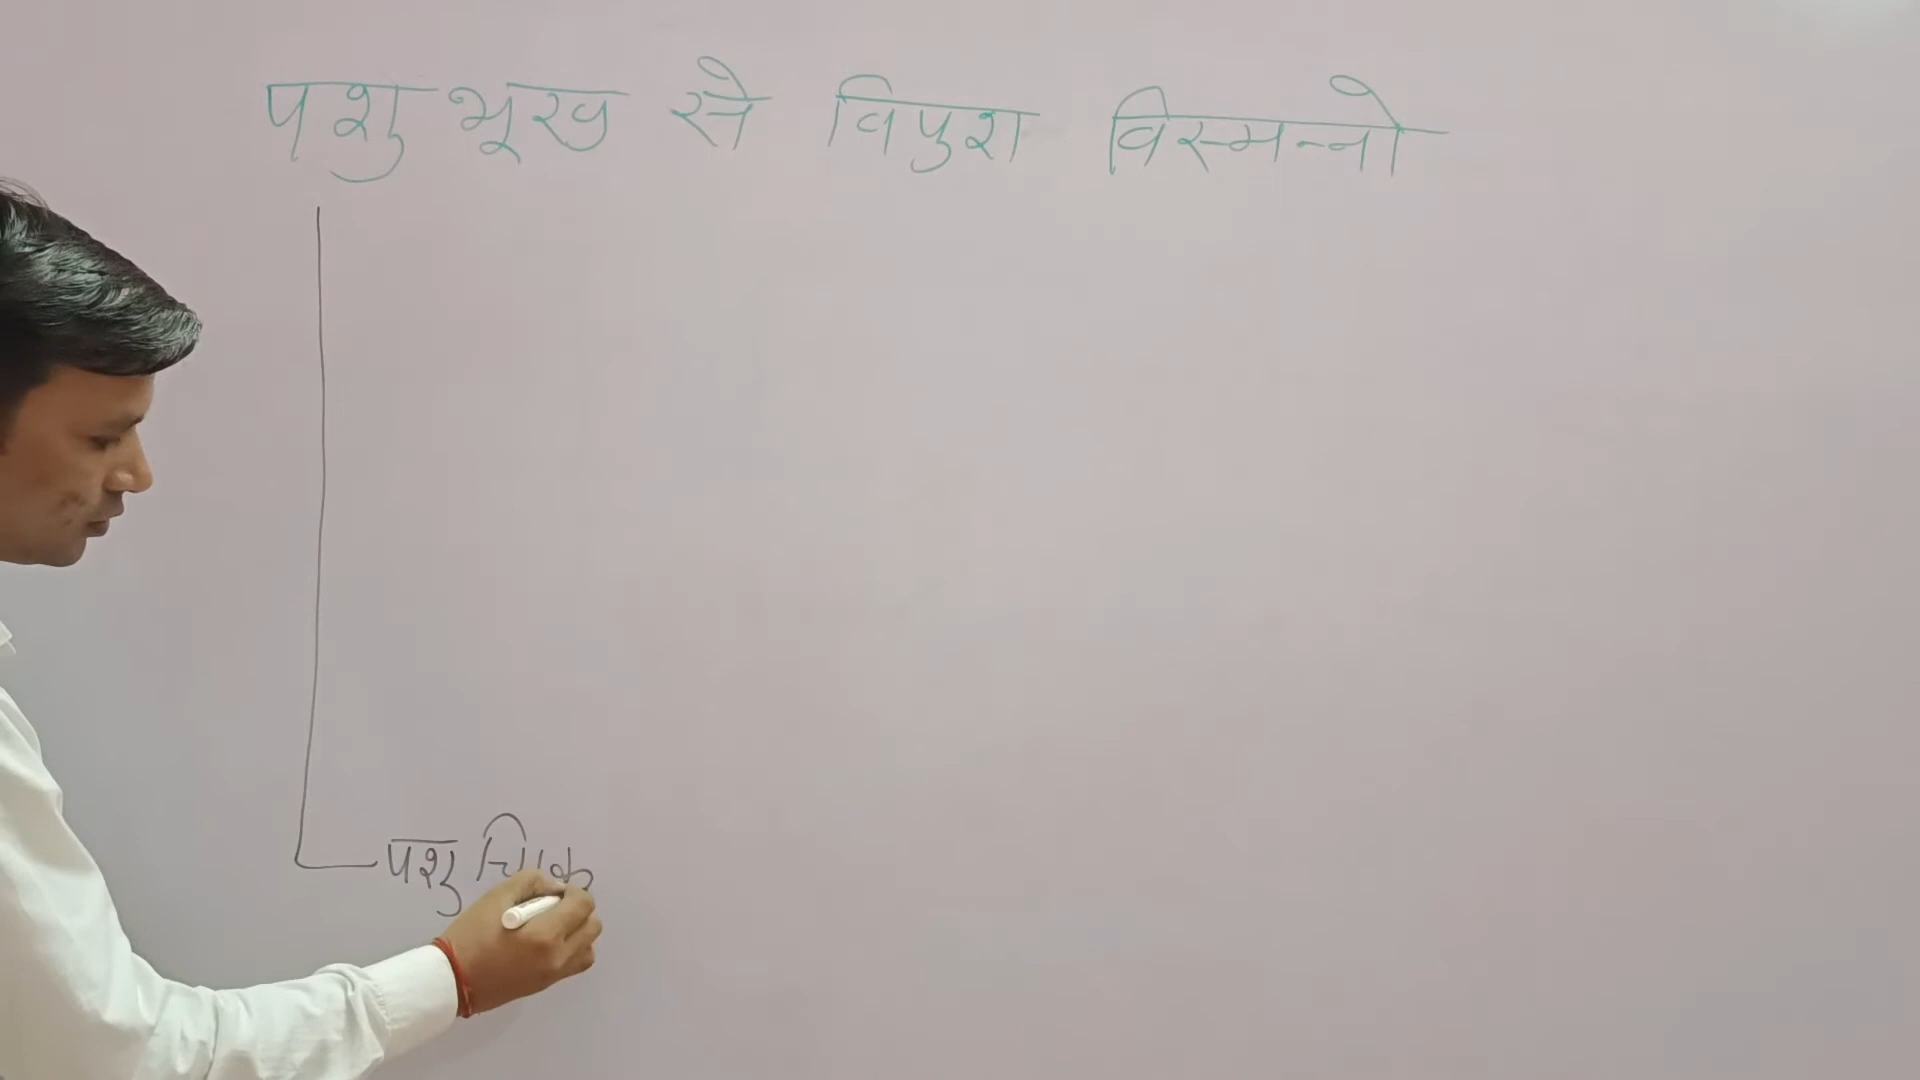 पशु भूख से विपुश विस्मन्नो
पशु चिक